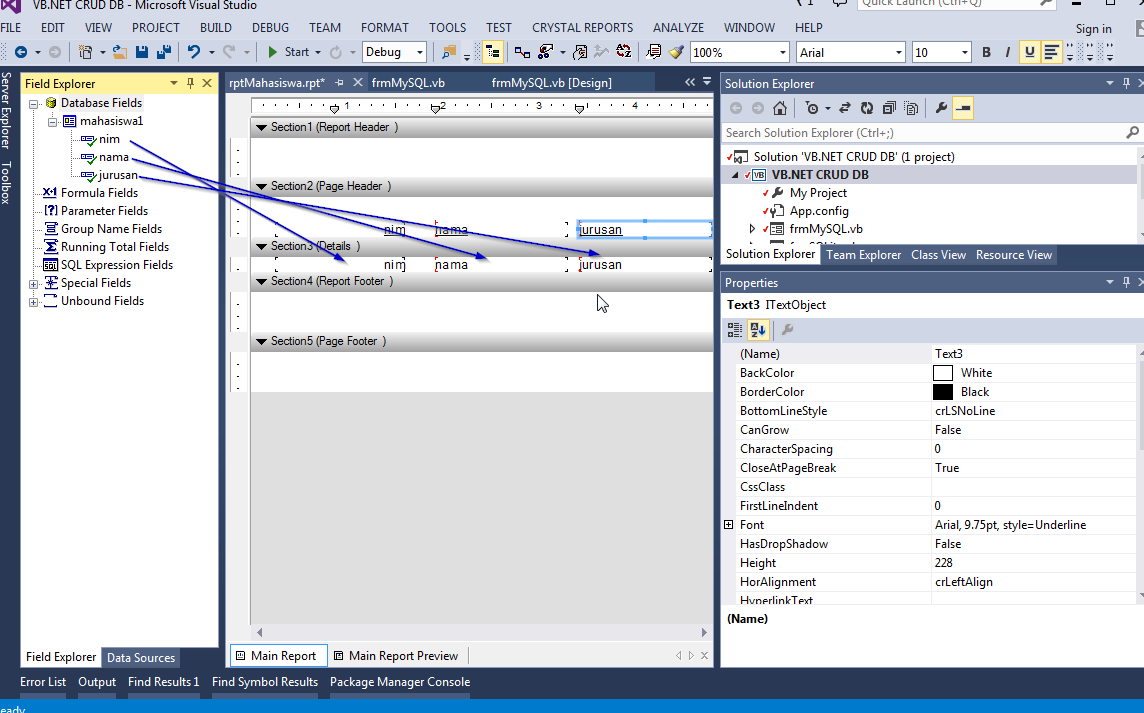 VB.NET CRUD DB - Microsoft Visual Studio
1
Quick Launch (Ctrl+Q)
FILE EDIT VIEW PROJECT BUILD DEBUG TEAM FORMAT TOOLS TEST CRYSTAL REPORTS ANALYZE WINDOW HELP Sign in
Start Debug 100% Arial 10 B I U
Server Explorer
Toolbox
Field Explorer
Database Fields
mahasiswa1
nim
nama
jurusan
Formula Fields
Parameter Fields
Group Name Fields
Running Total Fields
SQL Expression Fields
Special Fields
Unbound Fields
Field Explorer Data Sources
rptMahasiswa.rpt* frmMySQL.vb frmMySQL.vb [Design]
1 2 3 4
Section1 (Report Header )
Section2 (Page Header )
nim nama jurusan
Section3 (Details )
nim nama jurusan
Section4 (Report Footer )
Section5 (Page Footer )
Main Report Main Report Preview
Solution Explorer
Search Solution Explorer (Ctrl+;)
Solution 'VB.NET CRUD DB' (1 project)
VB.NET CRUD DB
My Project
App.config
frmMySQL.vb
Solution Explorer Team Explorer Class View Resource View
Properties
Text3 ITextObject
(Name) Text3
BackColor White
BorderColor Black
BottomLineStyle crLSNoLine
CanGrow False
CharacterSpacing 0
CloseAtPageBreak True
CssClass
FirstLineIndent 0
Font Arial, 9.75pt, style=Underline
HasDropShadow False
Height 228
HorAlignment crLeftAlign
HyperlinkText
(Name)
Error List Output Find Results 1 Find Symbol Results Package Manager Console